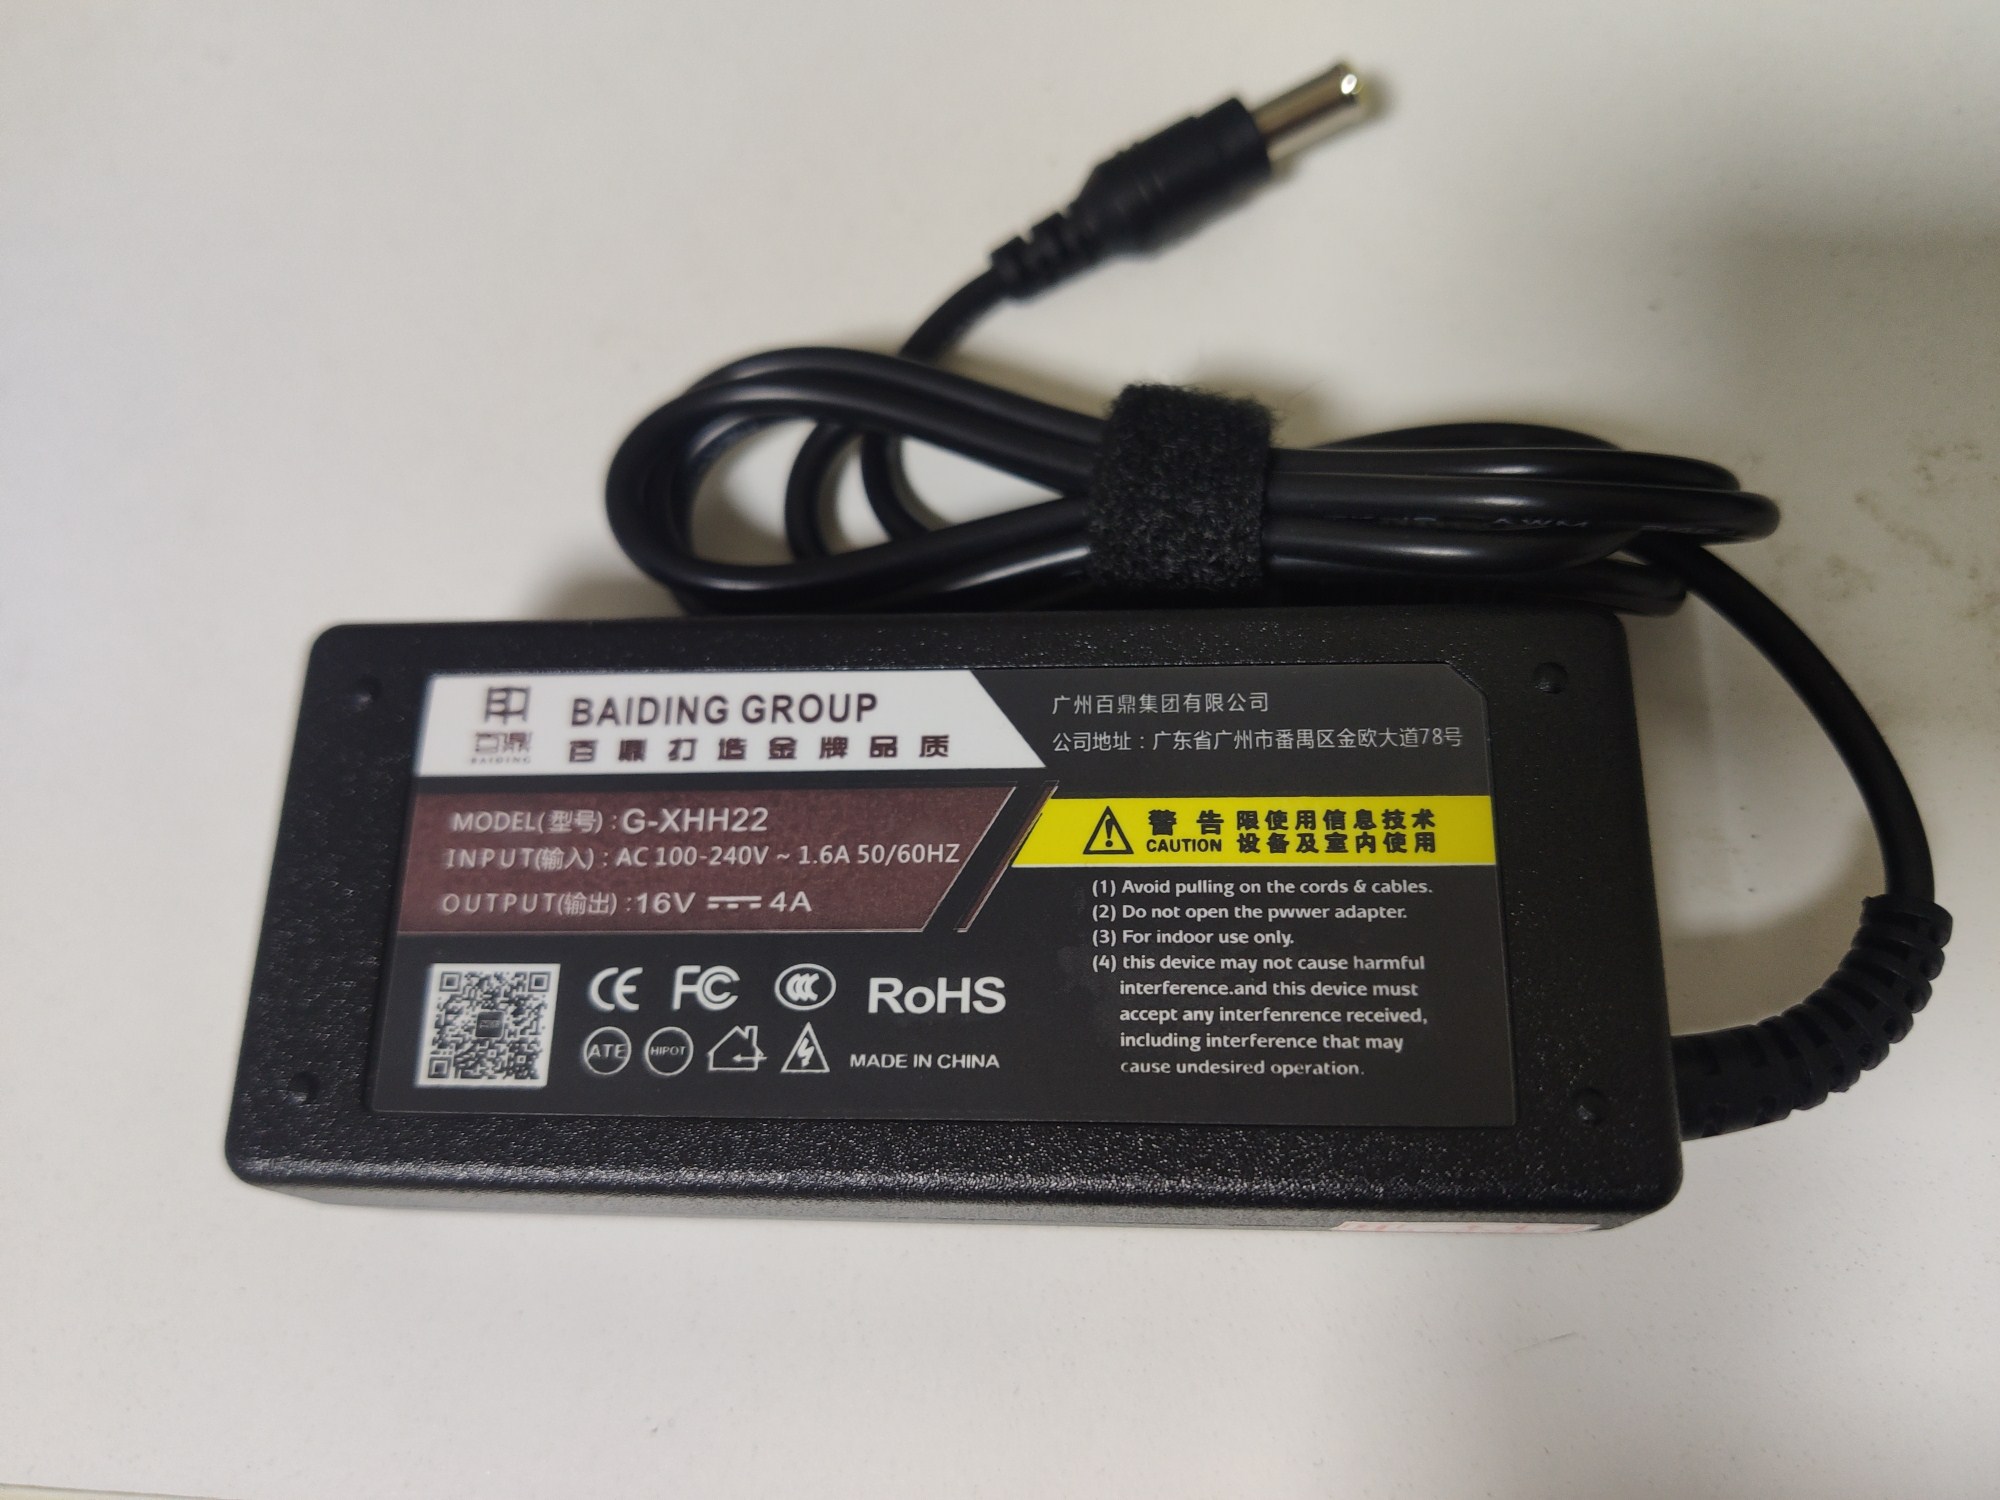 百鼎
BAIDING
BAIDING GROUP
百鼎打造金牌品质
广州百鼎集团有限公司
公司地址：广东省广州市番禺区金欧大道78号
MODEL(型号)：G-XHH22
INPUT(输入)：AC 100-240V ~ 1.6A 50/60HZ
OUTPUT(输出)：16V ⎓ 4A
警告 CAUTION
限使用信息技术
设备及室内使用
(1) Avoid pulling on the cords & cables.
(2) Do not open the pwwer adapter.
(3) For indoor use only.
(4) this device may not cause harmful
interference.and this device must
accept any interfenrence received,
including interference that may
cause undesired operation.
CE FC CCC RoHS
ATE HIPOT MADE IN CHINA
AWM